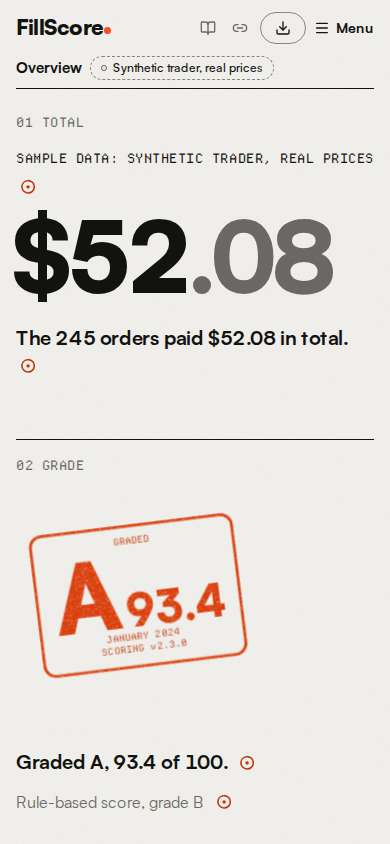 FillScore.
Menu
Overview
Synthetic trader, real prices
01 TOTAL
SAMPLE DATA: SYNTHETIC TRADER, REAL PRICES
$52.08
The 245 orders paid $52.08 in total.
02 GRADE
GRADED
A 93.4
JANUARY 2024
SCORING v2.3.0
Graded A, 93.4 of 100.
Rule-based score, grade B